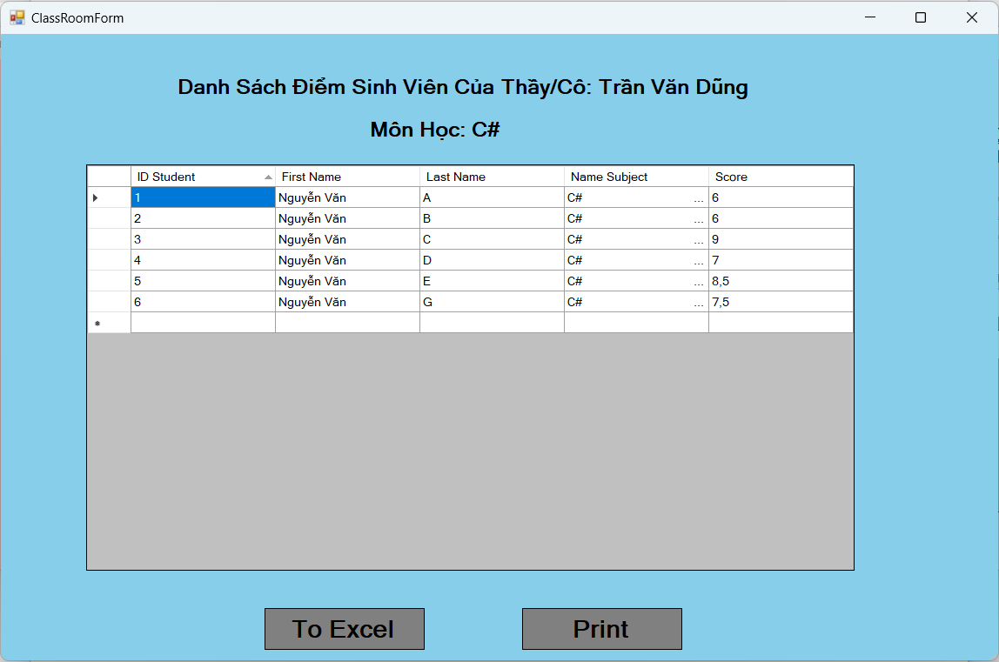 ClassRoomForm
Danh Sách Điểm Sinh Viên Của Thầy/Cô: Trần Văn Dũng
Môn Học: C#
ID Student First Name Last Name Name Subject Score
1 Nguyễn Văn A C# ... 6
2 Nguyễn Văn B C# ... 6
3 Nguyễn Văn C C# ... 9
4 Nguyễn Văn D C# ... 7
5 Nguyễn Văn E C# ... 8,5
6 Nguyễn Văn G C# ... 7,5
To Excel Print